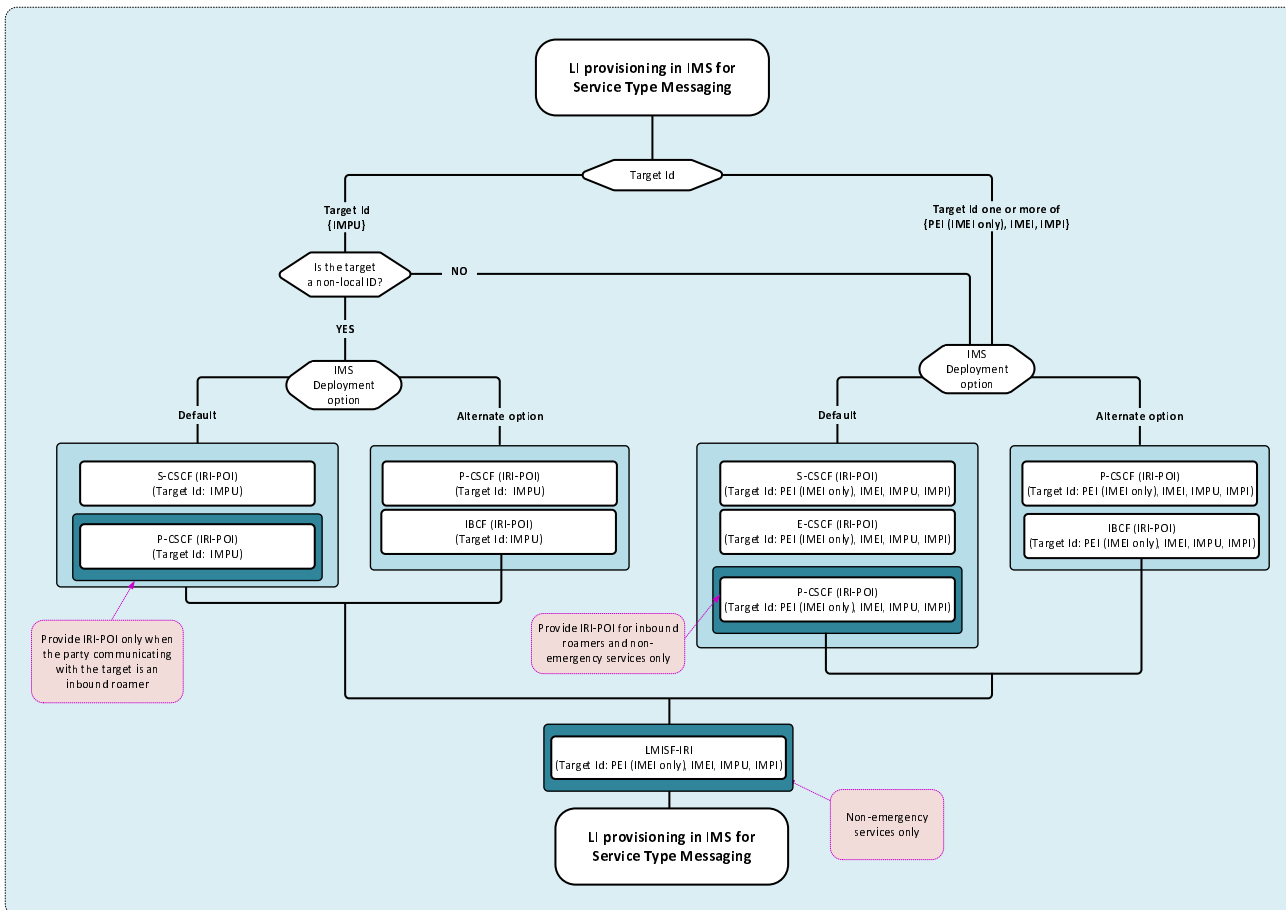 LI provisioning in IMS for
Service Type Messaging
Target Id
Target Id
{IMPU}
Target Id one or more of
{PEI (IMEI only), IMEI, IMPI}
Is the target
a non-local ID?
NO
YES
IMS
Deployment
option
IMS
Deployment
option
Default
Alternate option
Default
Alternate option
S-CSCF (IRI-POI)
(Target Id: IMPU)
P-CSCF (IRI-POI)
(Target Id: IMPU)
P-CSCF (IRI-POI)
(Target Id: IMPU)
IBCF (IRI-POI)
(Target Id: IMPU)
S-CSCF (IRI-POI)
(Target Id: PEI (IMEI only), IMEI, IMPU, IMPI)
E-CSCF (IRI-POI)
(Target Id: PEI (IMEI only), IMEI, IMPU, IMPI)
P-CSCF (IRI-POI)
(Target Id: PEI (IMEI only), IMEI, IMPU, IMPI)
P-CSCF (IRI-POI)
(Target Id: PEI (IMEI only), IMEI, IMPU, IMPI)
IBCF (IRI-POI)
(Target Id: PEI (IMEI only), IMEI, IMPU, IMPI)
Provide IRI-POI only when
the party communicating
with the target is an
inbound roamer
Provide IRI-POI for inbound
roamers and non-
emergency services only
LMISF-IRI
(Target Id: PEI (IMEI only), IMEI, IMPU, IMPI)
Non-emergency
services only
LI provisioning in IMS for
Service Type Messaging